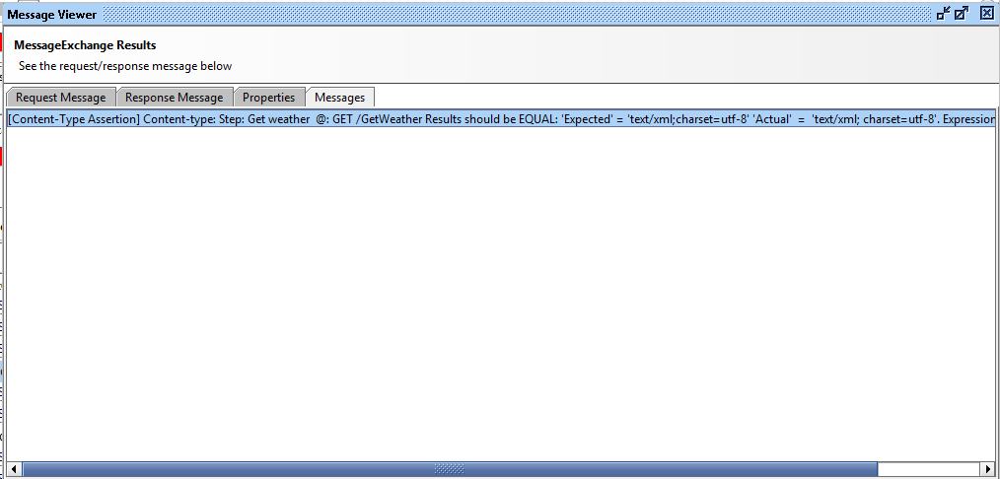 Message Viewer
MessageExchange Results
See the request/response message below
Request Message Response Message Properties Messages
[Content-Type Assertion] Content-type: Step: Get weather @: GET /GetWeather Results should be EQUAL: 'Expected' = 'text/xml;charset=utf-8' 'Actual' = 'text/xml; charset=utf-8'. Expression